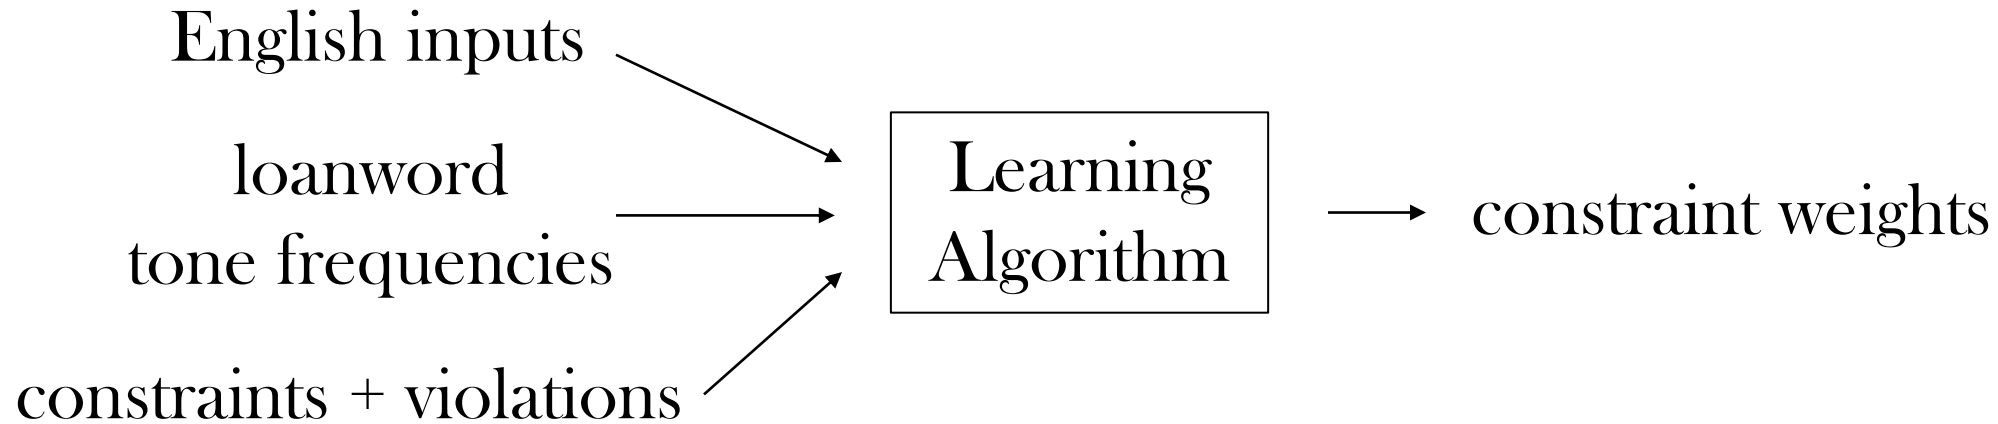 English inputs
loanword
tone frequencies
constraints + violations
Learning
Algorithm
constraint weights